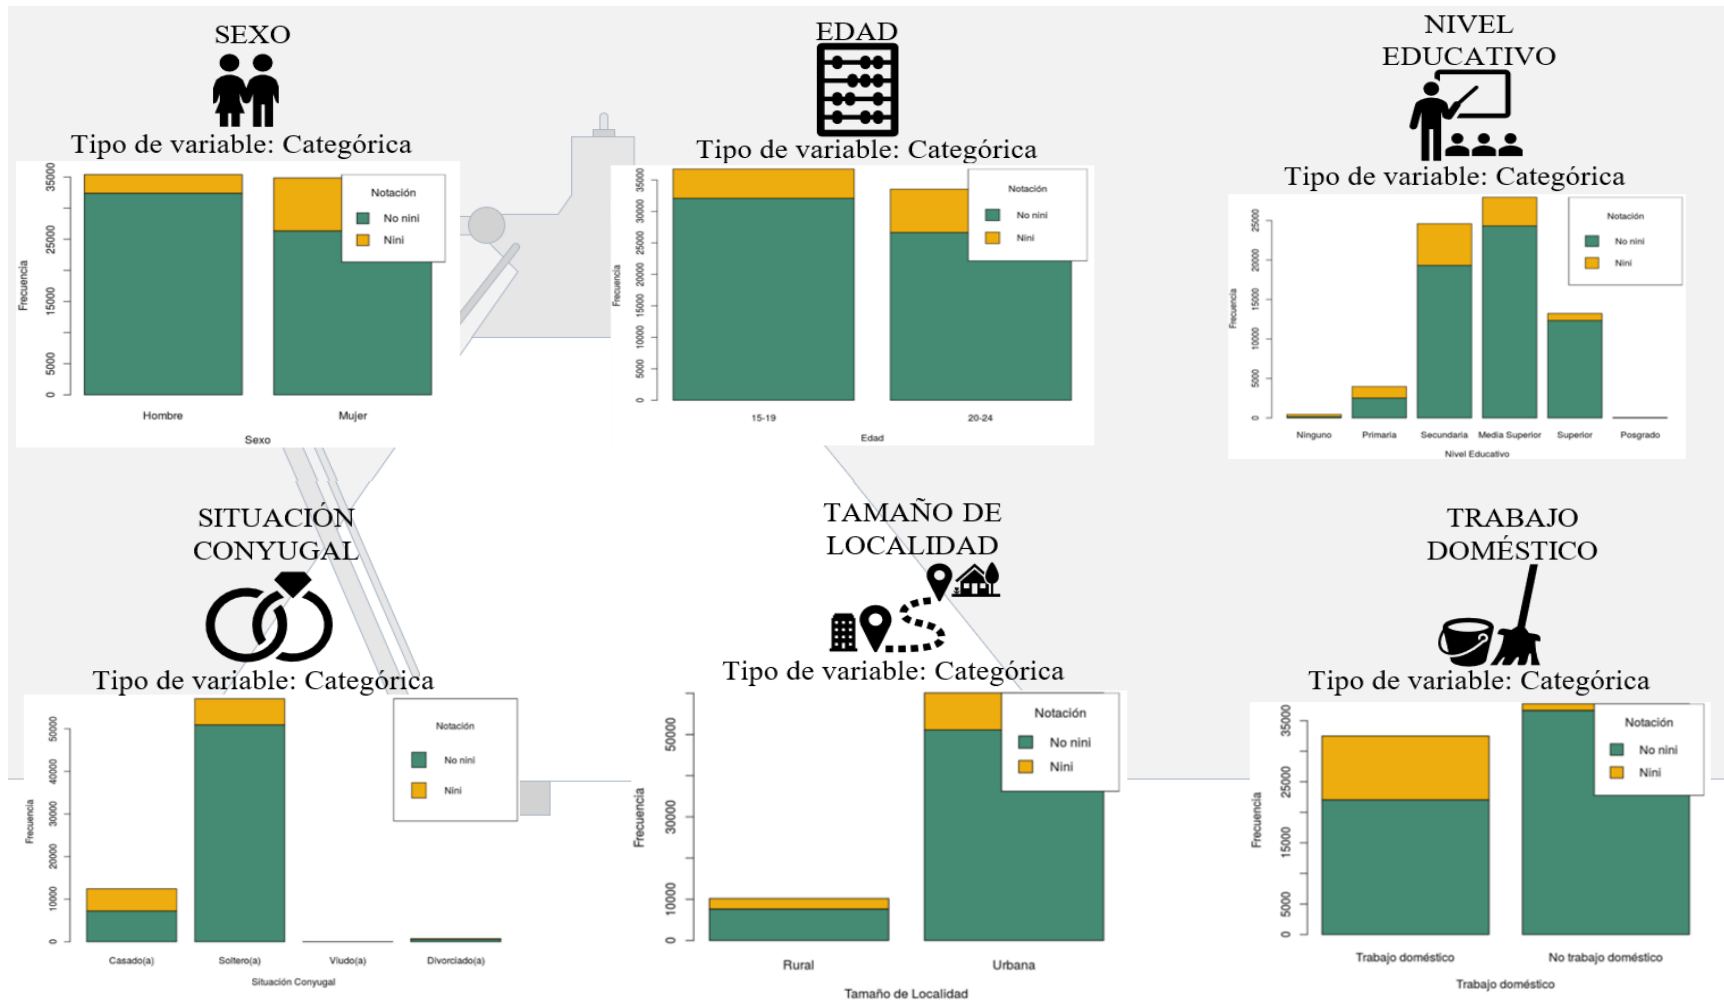 SEXO
Tipo de variable: Categórica
35000
25000
15000
5000
0
Frecuencia
Notación
No nini
Nini
Hombre
Mujer
Sexo
EDAD
Tipo de variable: Categórica
35000
30000
25000
20000
15000
10000
5000
0
Frecuencia
Notación
No nini
Nini
15-19
20-24
Edad
NIVEL
EDUCATIVO
Tipo de variable: Categórica
25000
20000
15000
10000
5000
0
Frecuencia
Notación
No nini
Nini
Ninguno
Primaria
Secundaria
Media Superior
Superior
Posgrado
Nivel Educativo
SITUACIÓN
CONYUGAL
Tipo de variable: Categórica
50000
40000
30000
20000
10000
0
Frecuencia
Notación
No nini
Nini
Casado(a)
Soltero(a)
Viudo(a)
Divorciado(a)
Situación Conyugal
TAMAÑO DE
LOCALIDAD
Tipo de variable: Categórica
50000
30000
10000
0
Frecuencia
Notación
No nini
Nini
Rural
Urbana
Tamaño de Localidad
TRABAJO
DOMÉSTICO
Tipo de variable: Categórica
35000
25000
15000
5000
0
Frecuencia
Notación
No nini
Nini
Trabajo doméstico
No trabajo doméstico
Trabajo doméstico